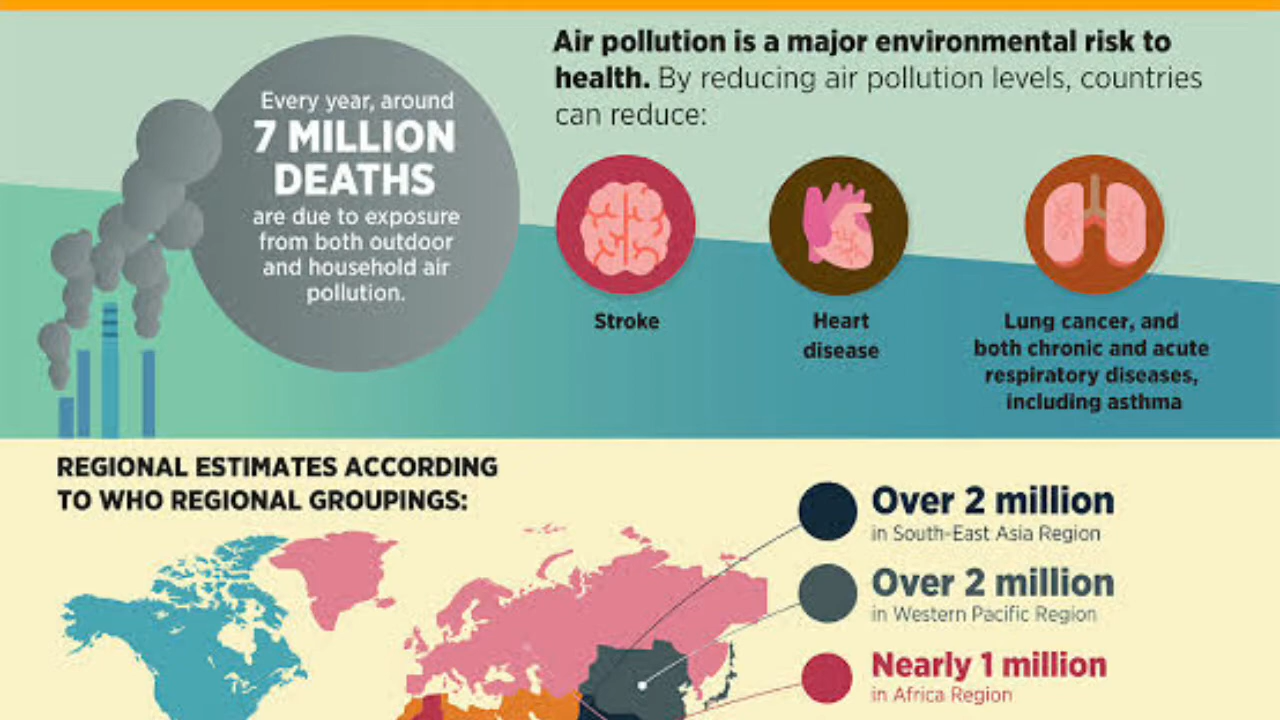 Every year, around
7 MILLION
DEATHS
are due to exposure
from both outdoor
and household air
pollution.
Air pollution is a major environmental risk to
health. By reducing air pollution levels, countries
can reduce:
Stroke
Heart
disease
Lung cancer, and
both chronic and acute
respiratory diseases,
including asthma
REGIONAL ESTIMATES ACCORDING
TO WHO REGIONAL GROUPINGS:
Over 2 million
in South-East Asia Region
Over 2 million
in Western Pacific Region
Nearly 1 million
in Africa Region